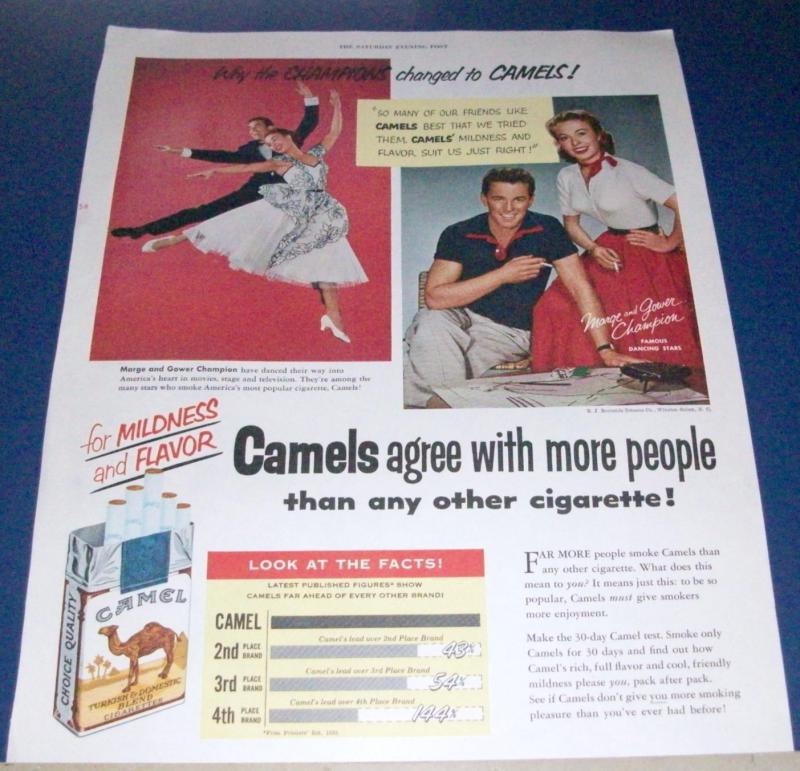 THE SATURDAY EVENING POST
Why the CHAMPIONS changed to CAMELS!
"SO MANY OF OUR FRIENDS LIKE
CAMELS BEST THAT WE TRIED
THEM. CAMELS' MILDNESS AND
FLAVOR SUIT US JUST RIGHT!"
Marge and Gower
Champion
FAMOUS
DANCING STARS
Marge and Gower Champion have danced their way into
America's heart in movies, stage and television. They're among the
many stars who smoke America's most popular cigarette, Camels!
R. J. Reynolds Tobacco Co., Winston-Salem, N. C.
for MILDNESS
and FLAVOR
Camels agree with more people
than any other cigarette!
CAMEL
CHOICE QUALITY
TURKISH & DOMESTIC
BLEND
CIGARETTES
LOOK AT THE FACTS!
LATEST PUBLISHED FIGURES* SHOW
CAMELS FAR AHEAD OF EVERY OTHER BRAND!
CAMEL
Camel's lead over 2nd Place Brand
2nd PLACE BRAND
Camel's lead over 3rd Place Brand
3rd PLACE BRAND 54%
Camel's lead over 4th Place Brand
4th PLACE BRAND 144%
*From Printers' Ink,
FAR MORE people smoke Camels than
any other cigarette. What does this
mean to you? It means just this: to be so
popular, Camels must give smokers
more enjoyment.
Make the 30-day Camel test. Smoke only
Camels for 30 days and find out how
Camel's rich, full flavor and cool, friendly
mildness please you, pack after pack.
See if Camels don't give you more smoking
pleasure than you've ever had before!